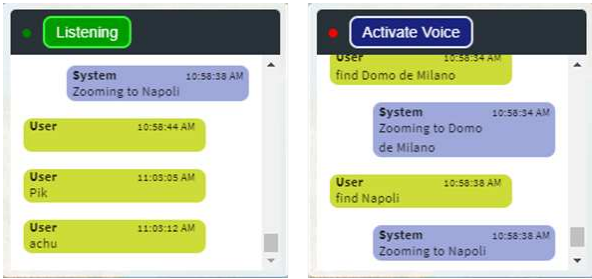 Listening
System 10:58:38 AM
Zooming to Napoli
User 10:58:44 AM
User 11:03:05 AM
Pik
User 11:03:12 AM
achu
Activate Voice
User 10:58:34 AM
find Domo de Milano
System 10:58:34 AM
Zooming to Domo
de Milano
User 10:58:38 AM
find Napoli
System 10:58:38 AM
Zooming to Napoli